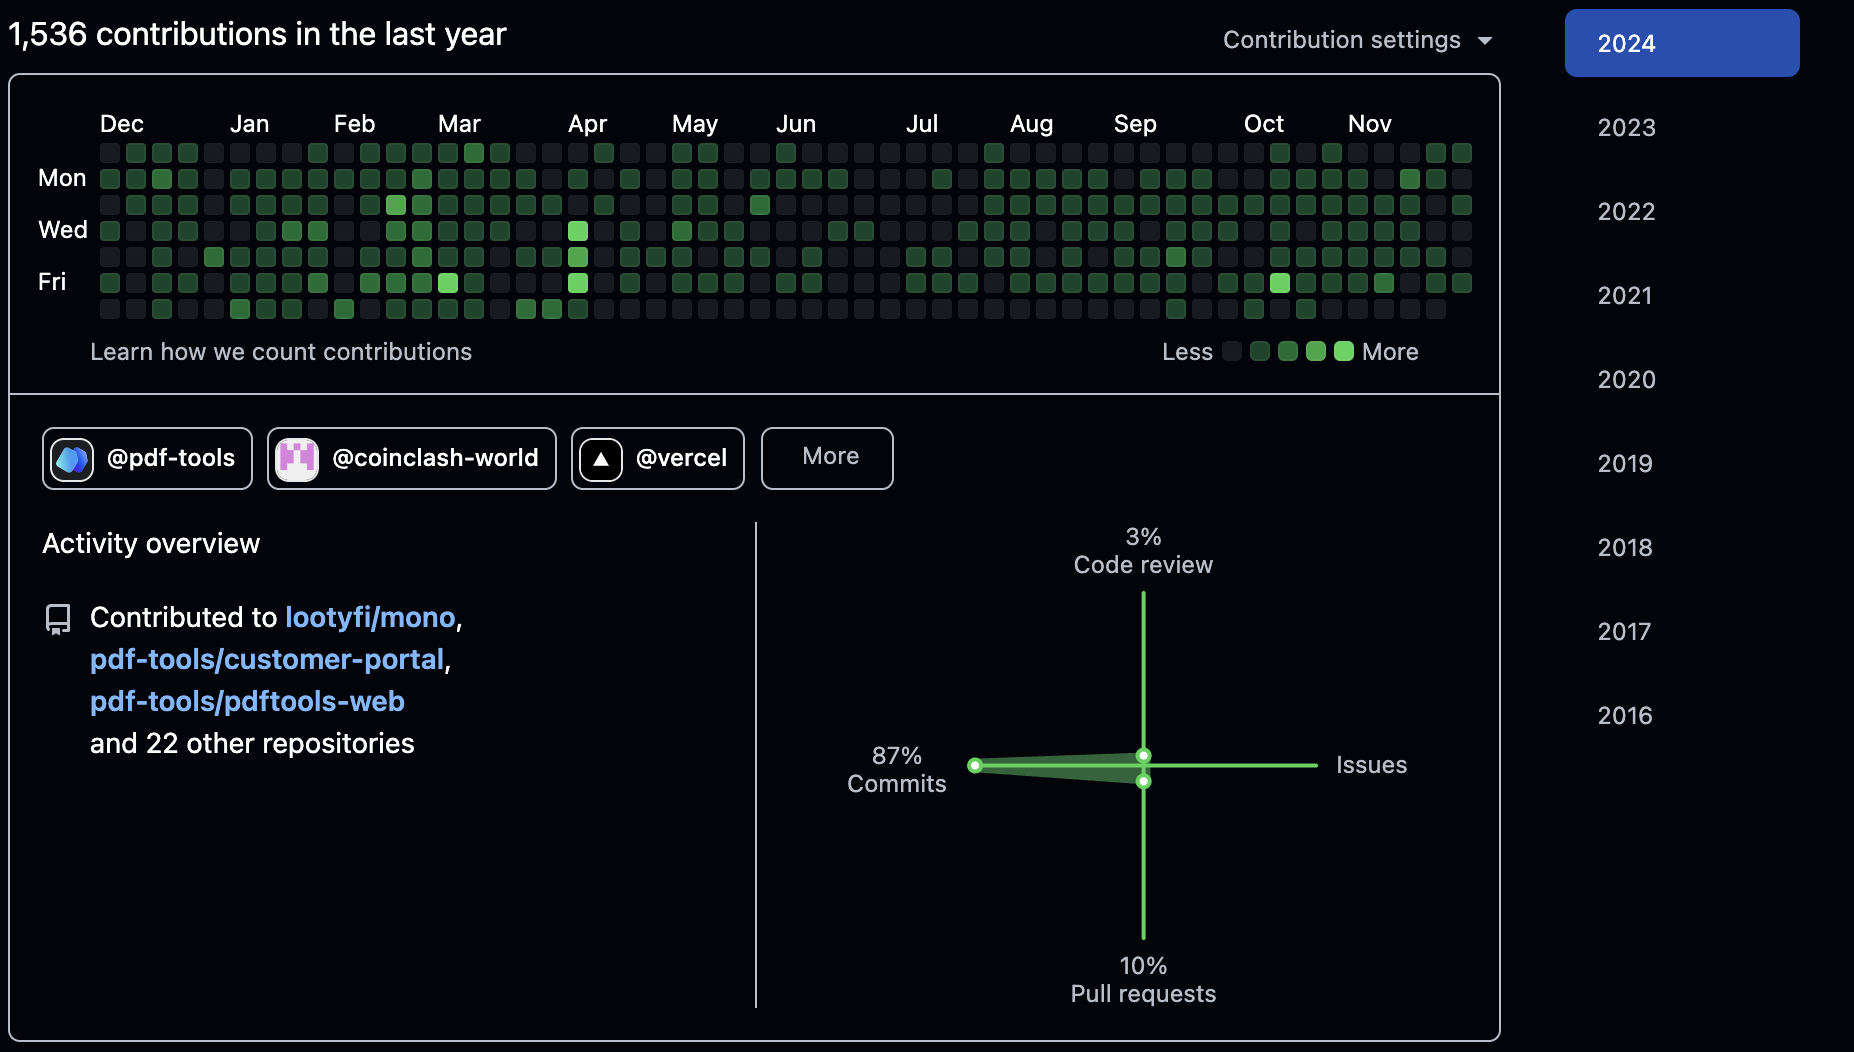 1,536 contributions in the last year
Contribution settings
2024
2023
2022
2021
2020
2019
2018
2017
2016
Dec Jan Feb Mar Apr May Jun Jul Aug Sep Oct Nov
Mon
Wed
Fri
Learn how we count contributions
Less More
@pdf-tools
@coinclash-world
@vercel
More
Activity overview
Contributed to lootyfi/mono,
pdf-tools/customer-portal,
pdf-tools/pdftools-web
and 22 other repositories
3%
Code review
87%
Commits
Issues
10%
Pull requests